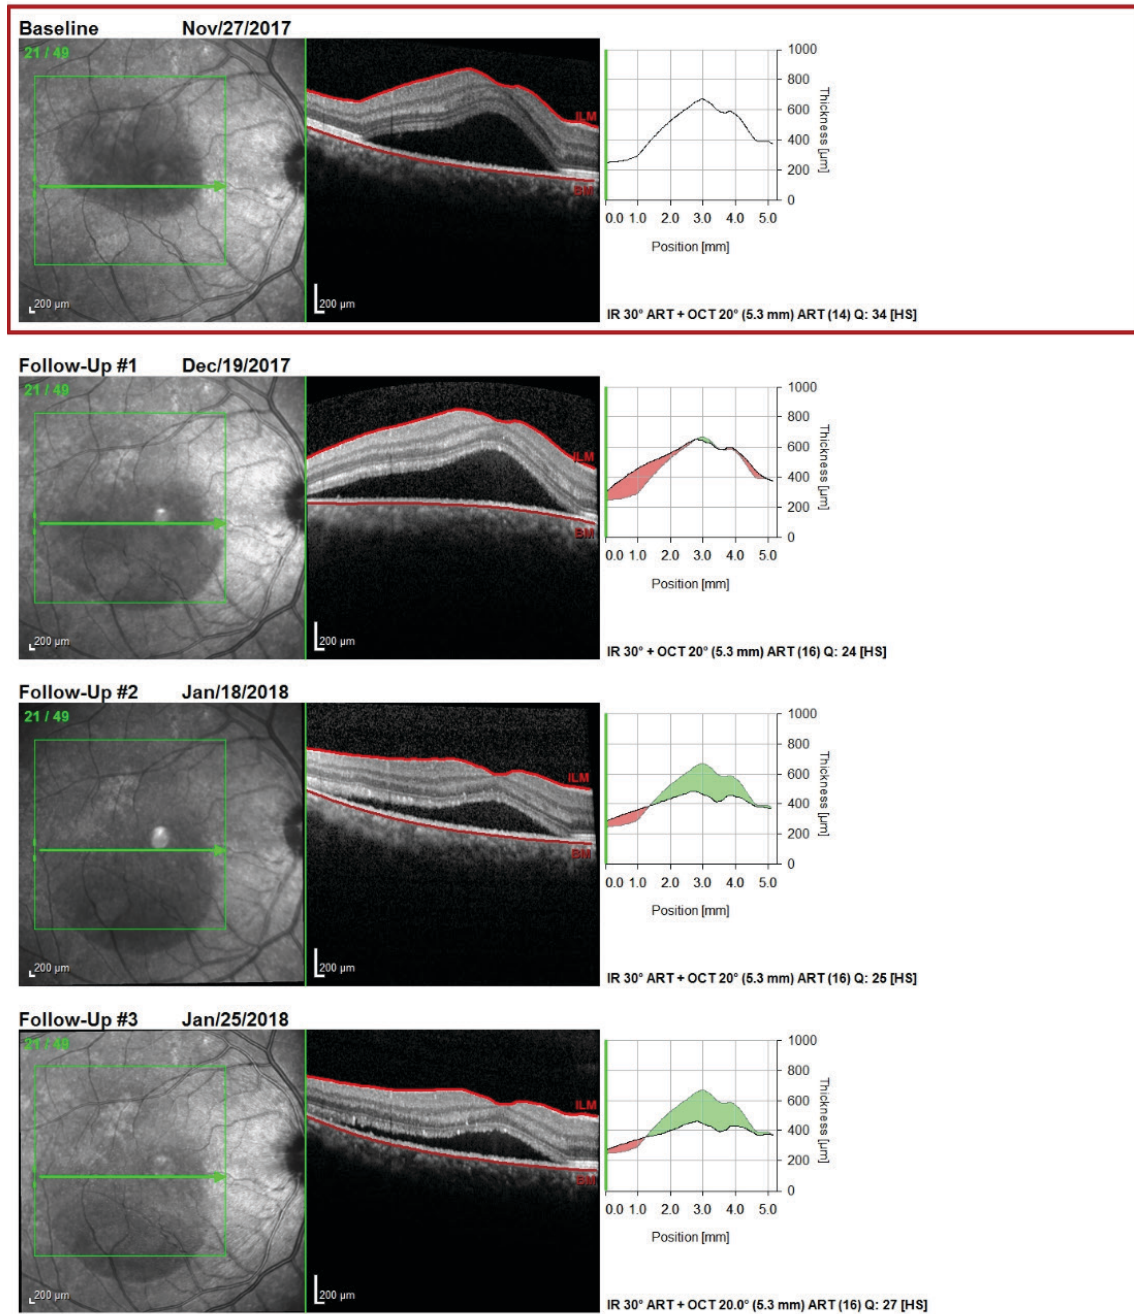 Baseline Nov/27/2017
21 / 49
ILM
BM
200 µm
200 µm
1000
800
600
400
200
0
Thickness [µm]
0.0 1.0 2.0 3.0 4.0 5.0
Position [mm]
IR 30° ART + OCT 20° (5.3 mm) ART (14) Q: 34 [HS]
Follow-Up #1 Dec/19/2017
21 / 49
ILM
BM
200 µm
200 µm
1000
800
600
400
200
0
Thickness [µm]
0.0 1.0 2.0 3.0 4.0 5.0
Position [mm]
IR 30° + OCT 20° (5.3 mm) ART (16) Q: 24 [HS]
Follow-Up #2 Jan/18/2018
21 / 49
ILM
BM
200 µm
200 µm
1000
800
600
400
200
0
Thickness [µm]
0.0 1.0 2.0 3.0 4.0 5.0
Position [mm]
IR 30° ART + OCT 20° (5.3 mm) ART (16) Q: 25 [HS]
Follow-Up #3 Jan/25/2018
21 / 49
ILM
BM
200 µm
200 µm
1000
800
600
400
200
0
Thickness [µm]
0.0 1.0 2.0 3.0 4.0 5.0
Position [mm]
IR 30° ART + OCT 20.0° (5.3 mm) ART (16) Q: 27 [HS]